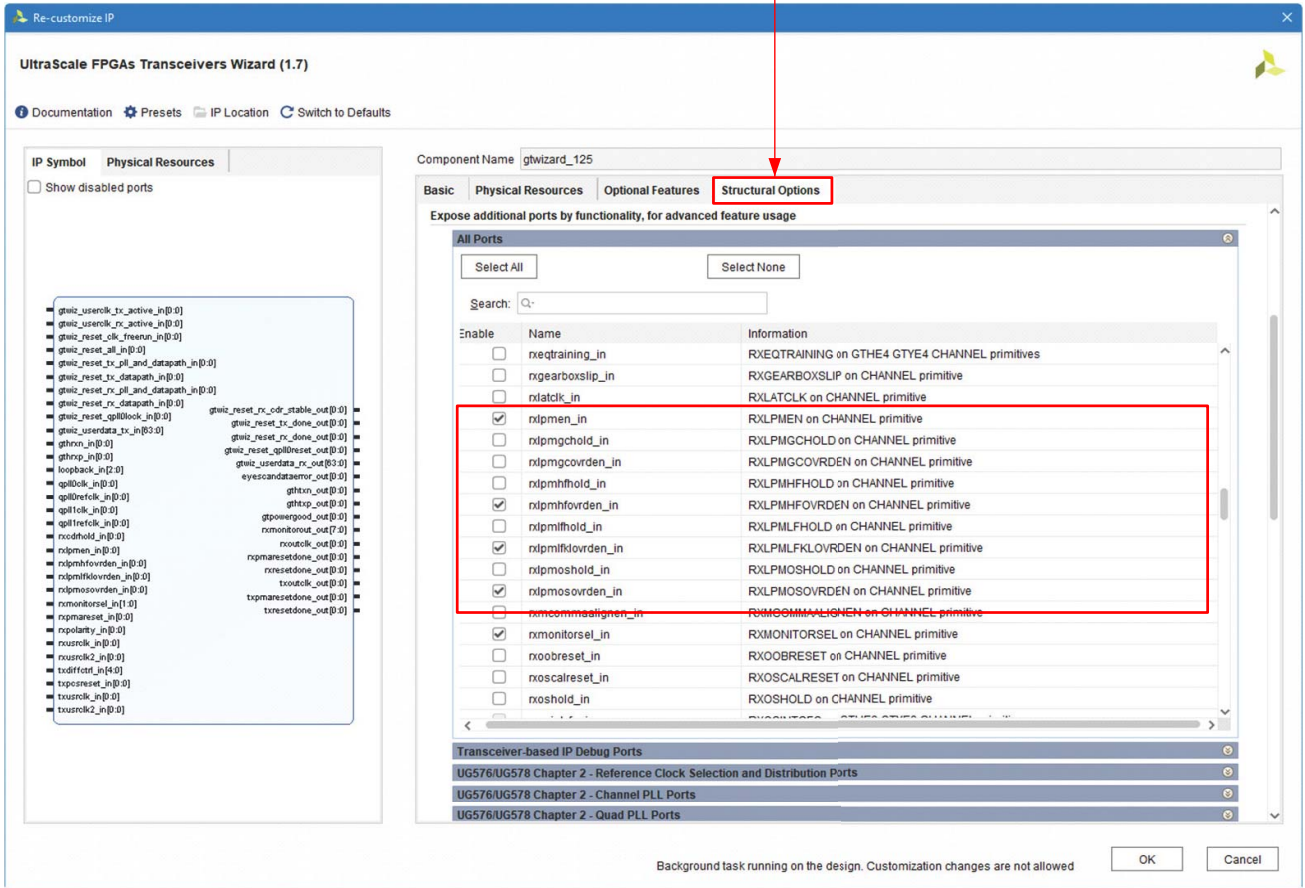 Re-customize IP
UltraScale FPGAs Transceivers Wizard (1.7)
Documentation Presets IP Location Switch to Defaults
IP Symbol Physical Resources
Show disabled ports
gtwiz_userclk_tx_active_in[0:0]
gtwiz_userclk_rx_active_in[0:0]
gtwiz_reset_clk_freerun_in[0:0]
gtwiz_reset_all_in[0:0]
gtwiz_reset_tx_pll_and_datapath_in[0:0]
gtwiz_reset_tx_datapath_in[0:0]
gtwiz_reset_rx_pll_and_datapath_in[0:0]
gtwiz_reset_rx_datapath_in[0:0]
gtwiz_reset_qpll0lock_in[0:0]
gtwiz_userdata_tx_in[63:0]
gthrxn_in[0:0]
gthrxp_in[0:0]
loopback_in[2:0]
qpll0clk_in[0:0]
qpll0refclk_in[0:0]
qpll1clk_in[0:0]
qpll1refclk_in[0:0]
rxcdrhold_in[0:0]
rxlpmen_in[0:0]
rxlpmhfovrden_in[0:0]
rxlpmlfklovrden_in[0:0]
rxlpmosovrden_in[0:0]
rxmonitorsel_in[1:0]
rxpmareset_in[0:0]
rxpolarity_in[0:0]
rxusrclk_in[0:0]
rxusrclk2_in[0:0]
txdiffctrl_in[4:0]
txpcsreset_in[0:0]
txusrclk_in[0:0]
txusrclk2_in[0:0]
gtwiz_reset_rx_cdr_stable_out[0:0]
gtwiz_reset_tx_done_out[0:0]
gtwiz_reset_rx_done_out[0:0]
gtwiz_reset_qpll0reset_out[0:0]
gtwiz_userdata_rx_out[63:0]
eyescandataerror_out[0:0]
gthtxn_out[0:0]
gthtxp_out[0:0]
gtpowergood_out[0:0]
rxmonitorout_out[7:0]
rxoutclk_out[0:0]
rxpmaresetdone_out[0:0]
rxresetdone_out[0:0]
txoutclk_out[0:0]
txpmaresetdone_out[0:0]
txresetdone_out[0:0]
Component Name gtwizard_125
Basic Physical Resources Optional Features Structural Options
Expose additional ports by functionality, for advanced feature usage
All Ports
Select All Select None
Search:
Enable Name Information
rxeqtraining_in RXEQTRAINING on GTHE4 GTYE4 CHANNEL primitives
rxgearboxslip_in RXGEARBOXSLIP on CHANNEL primitive
rxlatclk_in RXLATCLK on CHANNEL primitive
rxlpmen_in RXLPMEN on CHANNEL primitive
rxlpmgchold_in RXLPMGCHOLD on CHANNEL primitive
rxlpmgcovrden_in RXLPMGCOVRDEN on CHANNEL primitive
rxlpmhfhold_in RXLPMHFHOLD on CHANNEL primitive
rxlpmhfovrden_in RXLPMHFOVRDEN on CHANNEL primitive
rxlpmlfhold_in RXLPMLFHOLD on CHANNEL primitive
rxlpmlfklovrden_in RXLPMLFKLOVRDEN on CHANNEL primitive
rxlpmoshold_in RXLPMOSHOLD on CHANNEL primitive
rxlpmosovrden_in RXLPMOSOVRDEN on CHANNEL primitive
rxmcommaalignen_in RXMCOMMAALIGNEN on CHANNEL primitive
rxmonitorsel_in RXMONITORSEL on CHANNEL primitive
rxoobreset_in RXOOBRESET on CHANNEL primitive
rxoscalreset_in RXOSCALRESET on CHANNEL primitive
rxoshold_in RXOSHOLD on CHANNEL primitive
Transceiver-based IP Debug Ports
UG576/UG578 Chapter 2 - Reference Clock Selection and Distribution Ports
UG576/UG578 Chapter 2 - Channel PLL Ports
UG576/UG578 Chapter 2 - Quad PLL Ports
Background task running on the design. Customization changes are not allowed
OK Cancel